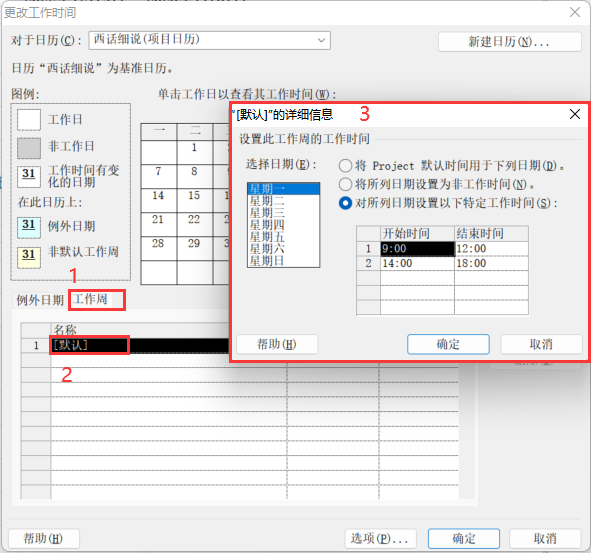 更改工作时间
对于日历(C): 西话细说(项目日历)
新建日历(N)...
日历“西话细说”为基准日历。
图例:
单击工作日以查看其工作时间(W):
工作日
非工作日
31 工作时间有变化的日期
在此日历上:
31 例外日期
31 非默认工作周
一 二
1 2
7 8 9
14 15 1
21 22 2
28 29 3
1
例外日期 工作周
名称
1 [默认]
2
“[默认]”的详细信息 3
设置此工作周的工作时间
选择日期(E):
星期一
星期二
星期三
星期四
星期五
星期六
星期日
将 Project 默认时间用于下列日期(D)。
将所列日期设置为非工作时间(N)。
对所列日期设置以下特定工作时间(S):
开始时间 结束时间
1 9:00 12:00
2 14:00 18:00
帮助(H) 确定 取消
帮助(H) 选项(P)... 确定 取消